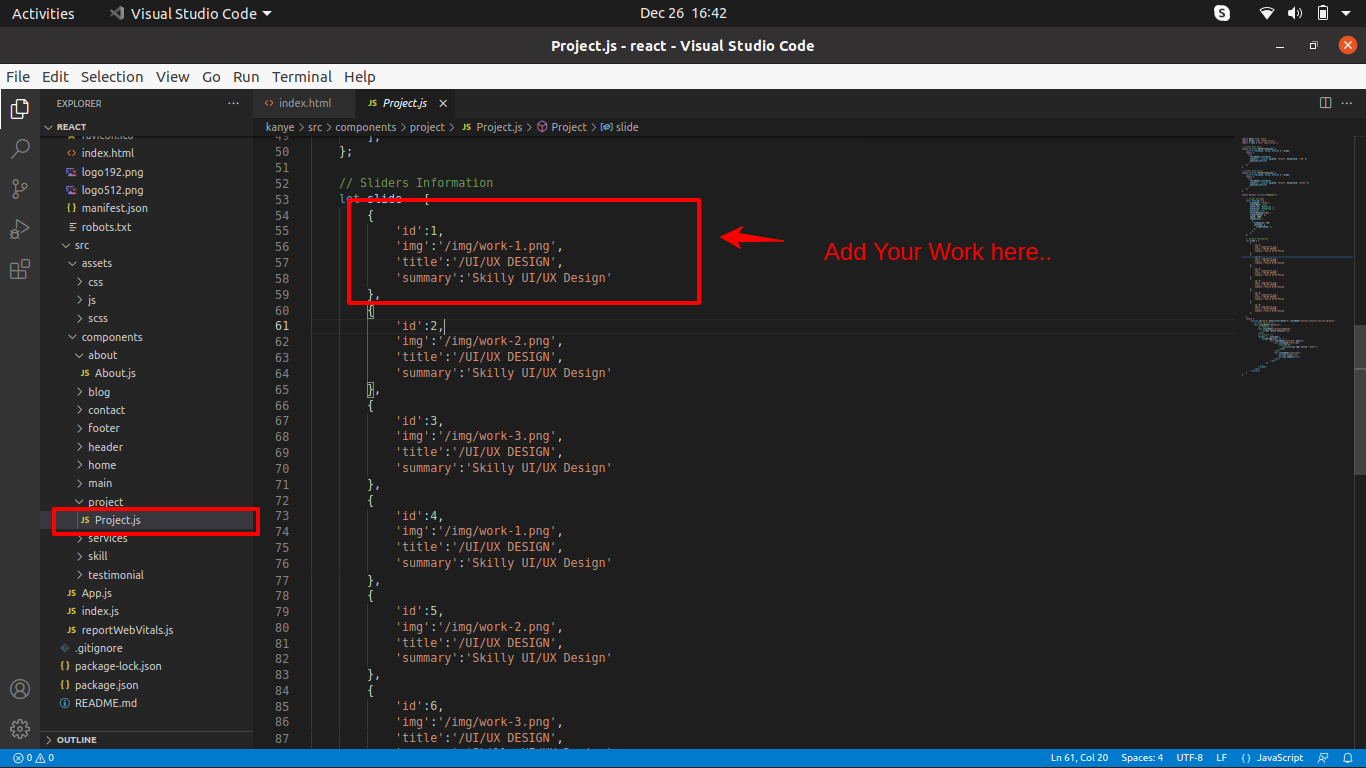 Activities
Visual Studio Code
Dec 26 16:42
Project.js - react - Visual Studio Code
File Edit Selection View Go Run Terminal Help
EXPLORER
REACT
favicon.ico
index.html
logo192.png
logo512.png
manifest.json
robots.txt
src
assets
css
js
scss
components
about
JS About.js
blog
contact
footer
header
home
main
project
JS Project.js
services
skill
testimonial
JS App.js
JS index.js
JS reportWebVitals.js
.gitignore
package-lock.json
package.json
README.md
OUTLINE
index.html
JS Project.js
kanye > src > components > project > JS Project.js > Project > slide
49 ];
50 };
51
52 // Sliders Information
53 let slide = [
54 {
55 'id':1,
56 'img':'/img/work-1.png',
57 'title':'/UI/UX DESIGN',
58 'summary':'Skilly UI/UX Design'
59 },
60 {
61 'id':2,
62 'img':'/img/work-2.png',
63 'title':'/UI/UX DESIGN',
64 'summary':'Skilly UI/UX Design'
65 },
66 {
67 'id':3,
68 'img':'/img/work-3.png',
69 'title':'/UI/UX DESIGN',
70 'summary':'Skilly UI/UX Design'
71 },
72 {
73 'id':4,
74 'img':'/img/work-1.png',
75 'title':'/UI/UX DESIGN',
76 'summary':'Skilly UI/UX Design'
77 },
78 {
79 'id':5,
80 'img':'/img/work-2.png',
81 'title':'/UI/UX DESIGN',
82 'summary':'Skilly UI/UX Design'
83 },
84 {
85 'id':6,
86 'img':'/img/work-3.png',
87 'title':'/UI/UX DESIGN',
Add Your Work here..
0 0
Ln 61, Col 20
Spaces: 4
UTF-8
LF
{ } JavaScript